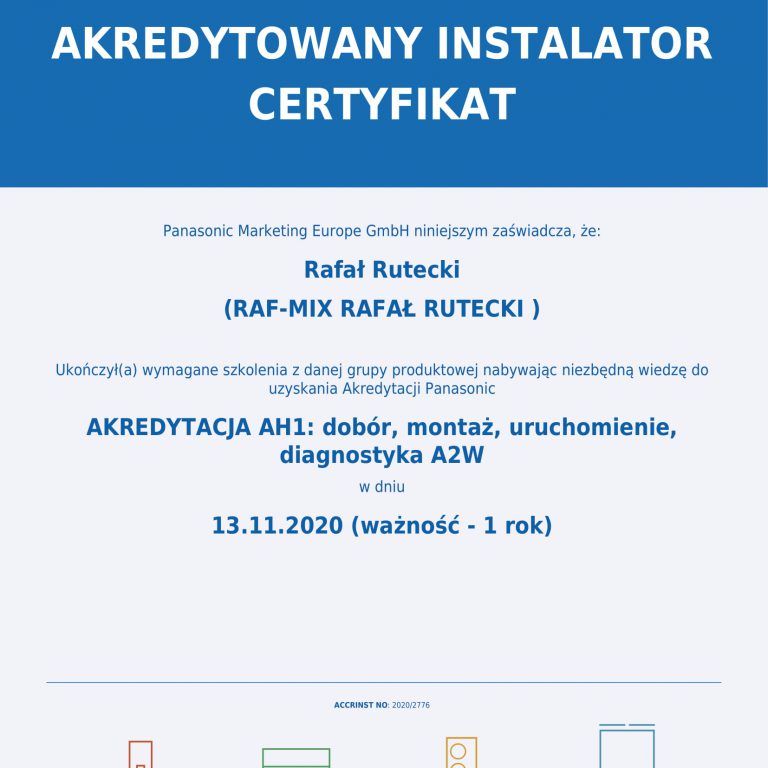 AKREDYTOWANY INSTALATOR
CERTYFIKAT
Panasonic Marketing Europe GmbH niniejszym zaświadcza, że:
Rafał Rutecki
(RAF-MIX RAFAŁ RUTECKI )
Ukończył(a) wymagane szkolenia z danej grupy produktowej nabywając niezbędną wiedzę do
uzyskania Akredytacji Panasonic
AKREDYTACJA AH1: dobór, montaż, uruchomienie,
diagnostyka A2W
w dniu
13.11.2020 (ważność - 1 rok)
ACCRINST NO: 2020/2776